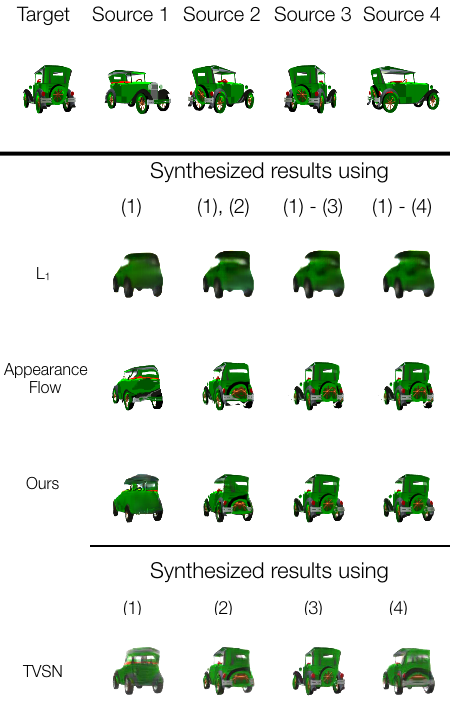 Target Source 1 Source 2 Source 3 Source 4
Synthesized results using
(1) (1), (2) (1) - (3) (1) - (4)
L₁
Appearance
Flow
Ours
Synthesized results using
(1) (2) (3) (4)
TVSN